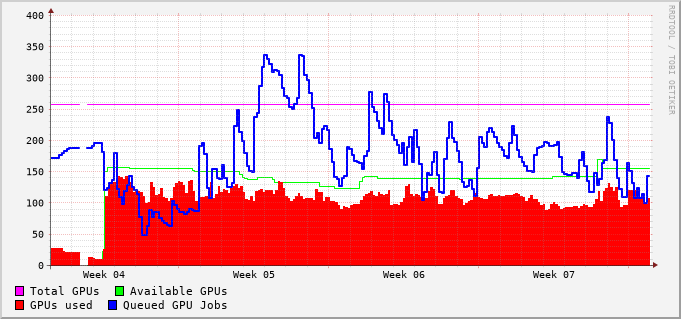 400
350
300
250
200
150
100
50
0
Week 04 Week 05 Week 06 Week 07
Total GPUs Available GPUs
GPUs used Queued GPU Jobs
RRDTOOL / TOBI OETIKER